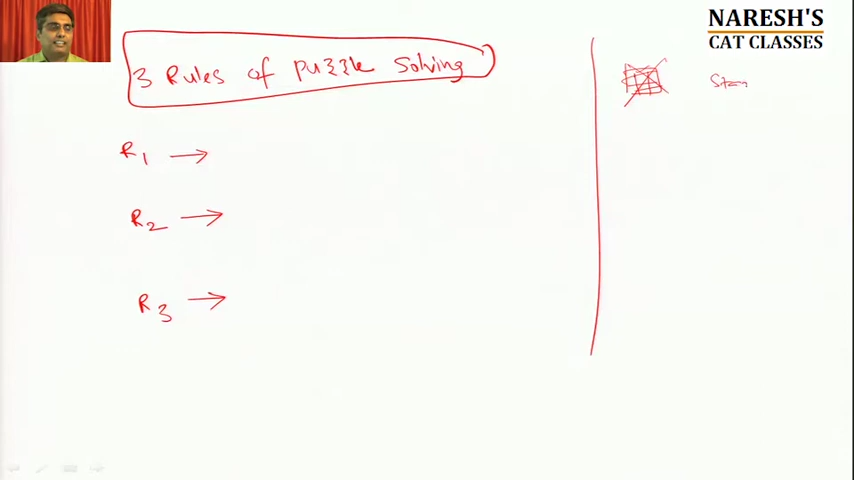 NARESH'S
CAT CLASSES
3 Rules of Puzzle Solving
R1 →
R2 →
R3 →